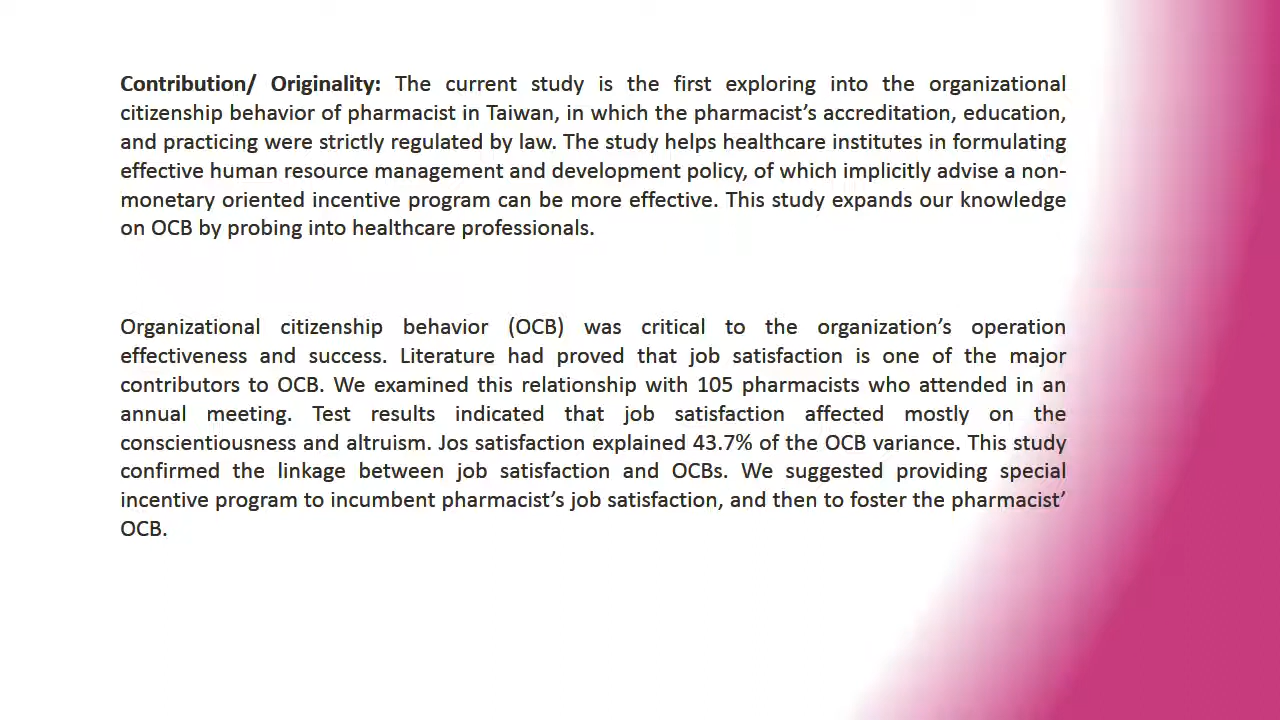 Contribution/ Originality: The current study is the first exploring into the organizational
citizenship behavior of pharmacist in Taiwan, in which the pharmacist’s accreditation, education,
and practicing were strictly regulated by law. The study helps healthcare institutes in formulating
effective human resource management and development policy, of which implicitly advise a non-
monetary oriented incentive program can be more effective. This study expands our knowledge
on OCB by probing into healthcare professionals.
Organizational citizenship behavior (OCB) was critical to the organization’s operation
effectiveness and success. Literature had proved that job satisfaction is one of the major
contributors to OCB. We examined this relationship with 105 pharmacists who attended in an
annual meeting. Test results indicated that job satisfaction affected mostly on the
conscientiousness and altruism. Jos satisfaction explained 43.7% of the OCB variance. This study
confirmed the linkage between job satisfaction and OCBs. We suggested providing special
incentive program to incumbent pharmacist’s job satisfaction, and then to foster the pharmacist’
OCB.